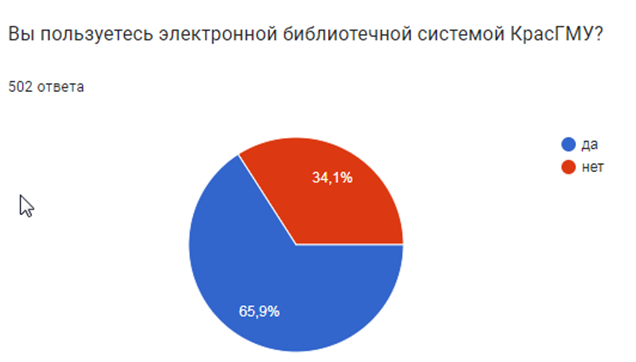 Вы пользуетесь электронной библиотечной системой КрасГМУ?
502 ответа
да
нет
34,1%
65,9%